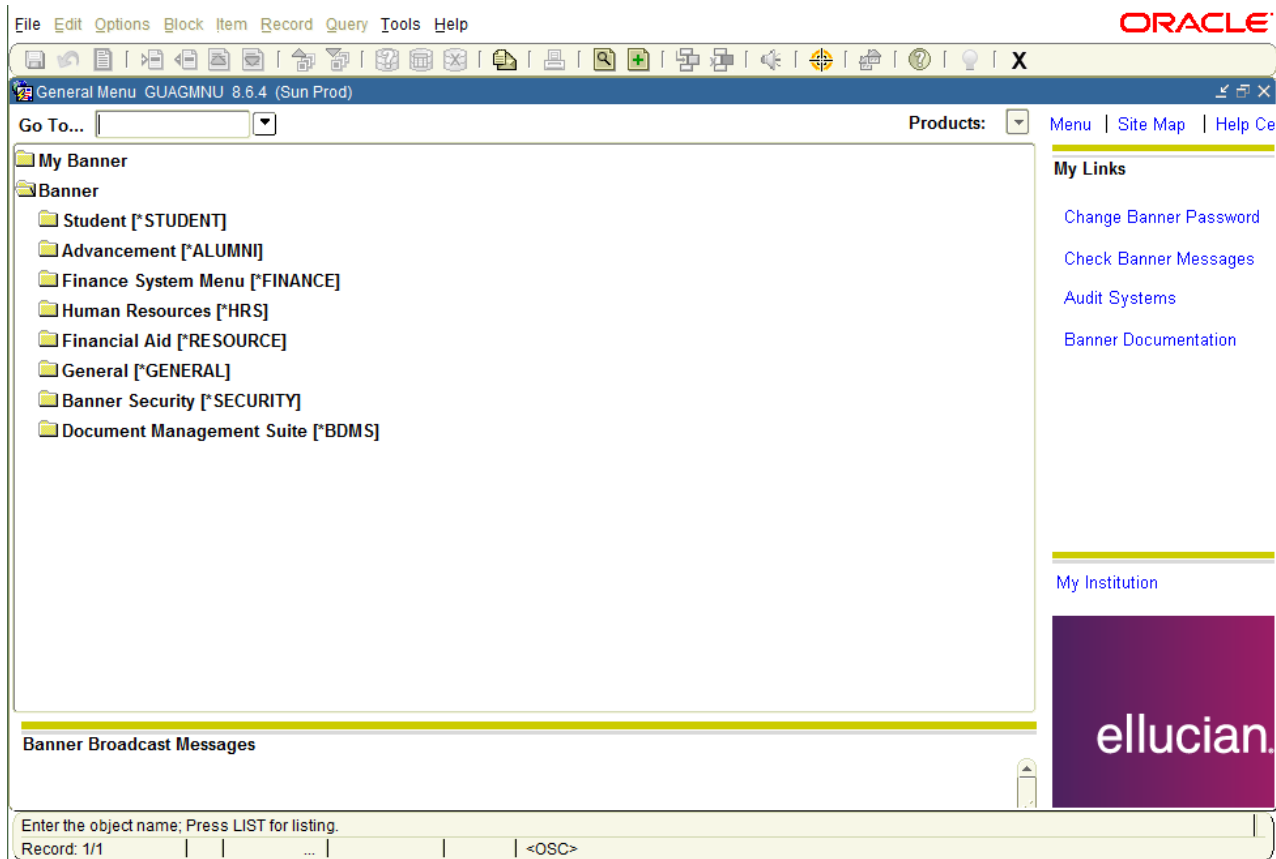 File Edit Options Block Item Record Query Tools Help
ORACLE
General Menu GUAGMNU 8.6.4 (Sun Prod)
Go To...
Products:
Menu | Site Map | Help Ce
My Banner
Banner
Student [*STUDENT]
Advancement [*ALUMNI]
Finance System Menu [*FINANCE]
Human Resources [*HRS]
Financial Aid [*RESOURCE]
General [*GENERAL]
Banner Security [*SECURITY]
Document Management Suite [*BDMS]
My Links
Change Banner Password
Check Banner Messages
Audit Systems
Banner Documentation
My Institution
ellucian.
Banner Broadcast Messages
Enter the object name; Press LIST for listing.
Record: 1/1 ... <OSC>